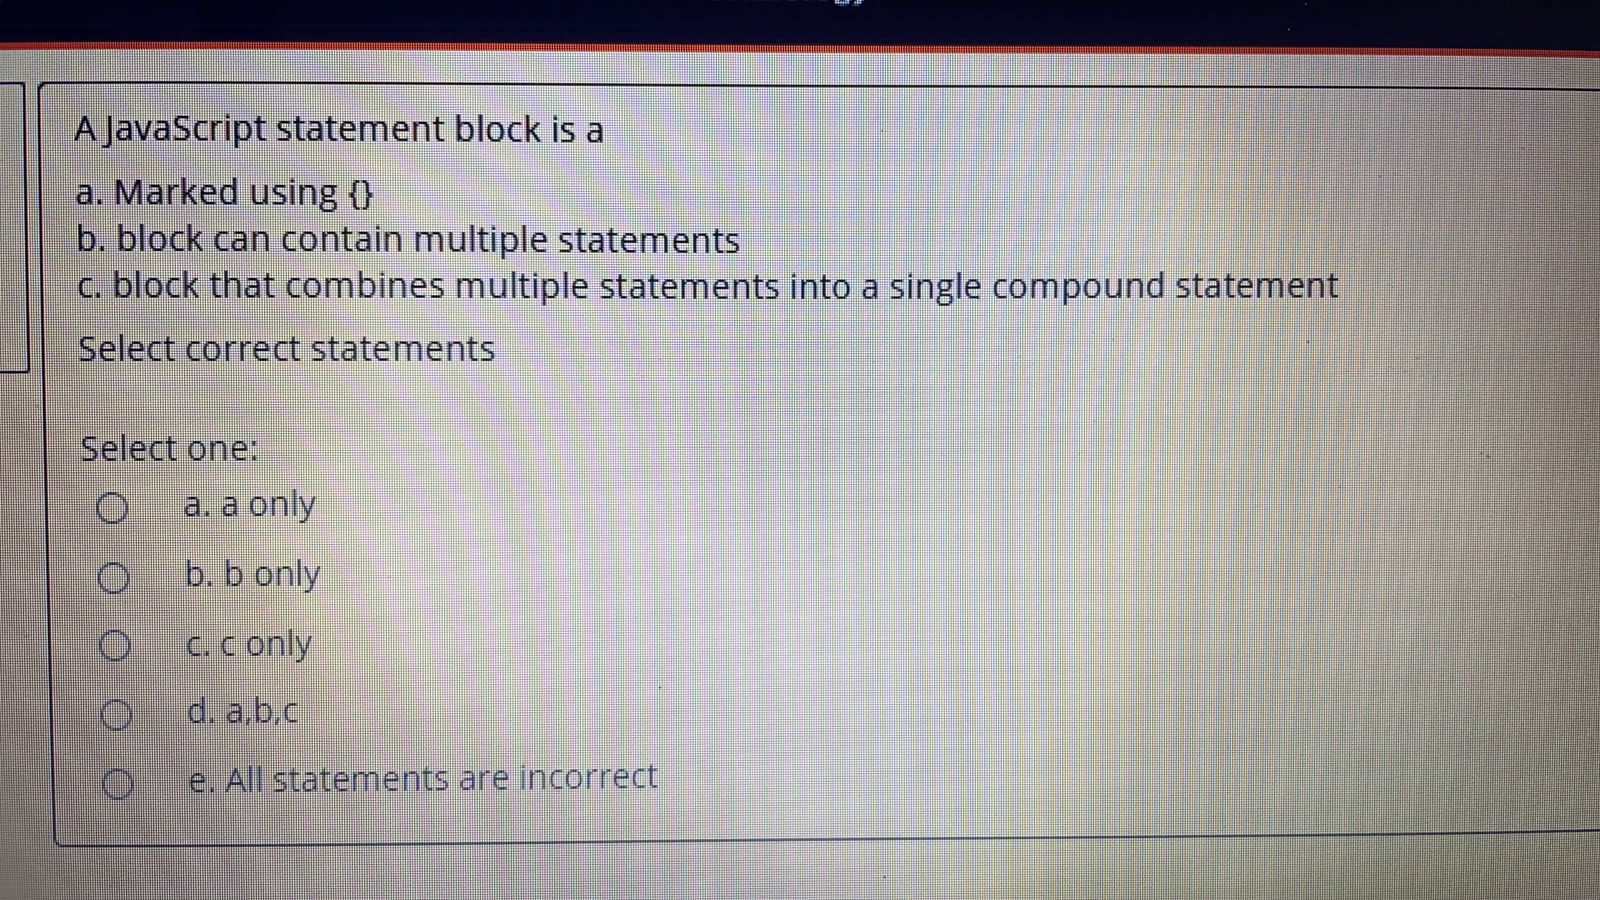 A JavaScript statement block is a
a. Marked using {}
b. block can contain multiple statements
c. block that combines multiple statements into a single compound statement
Select correct statements
Select one:
a. a only
b. b only
c. c only
d. a,b,c
e. All statements are incorrect